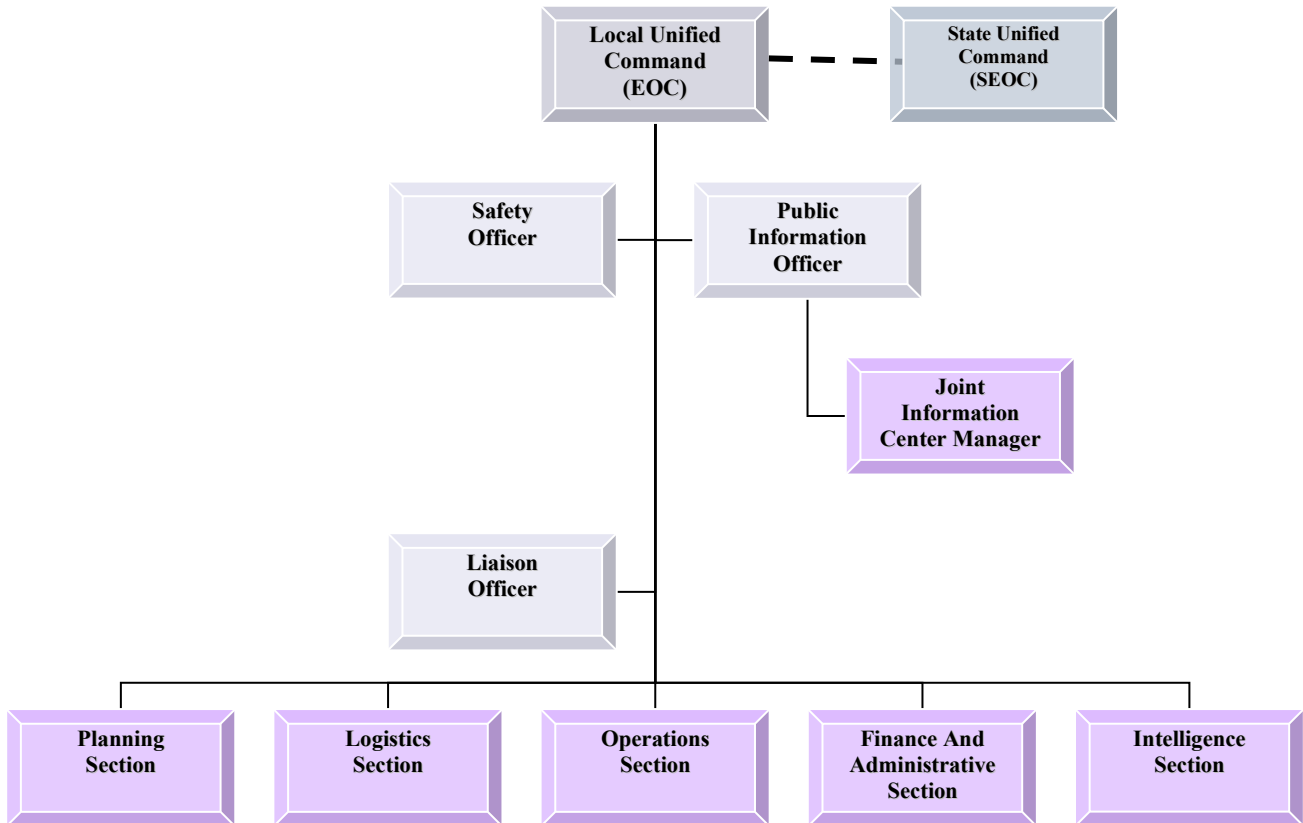 Local Unified
Command
(EOC)
State Unified
Command
(SEOC)
Safety
Officer
Public
Information
Officer
Joint
Information
Center Manager
Liaison
Officer
Planning
Section
Logistics
Section
Operations
Section
Finance And
Administrative
Section
Intelligence
Section